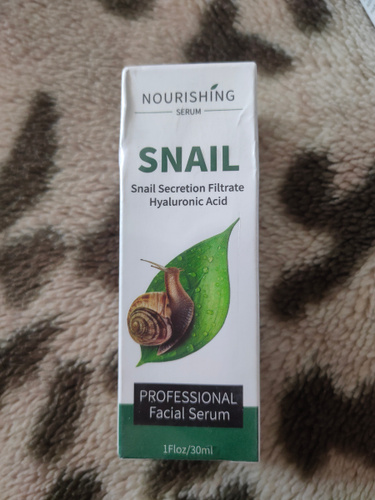 NOURISHING
SERUM
SNAIL
Snail Secretion Filtrate
Hyaluronic Acid
PROFESSIONAL
Facial Serum
1Floz/30ml